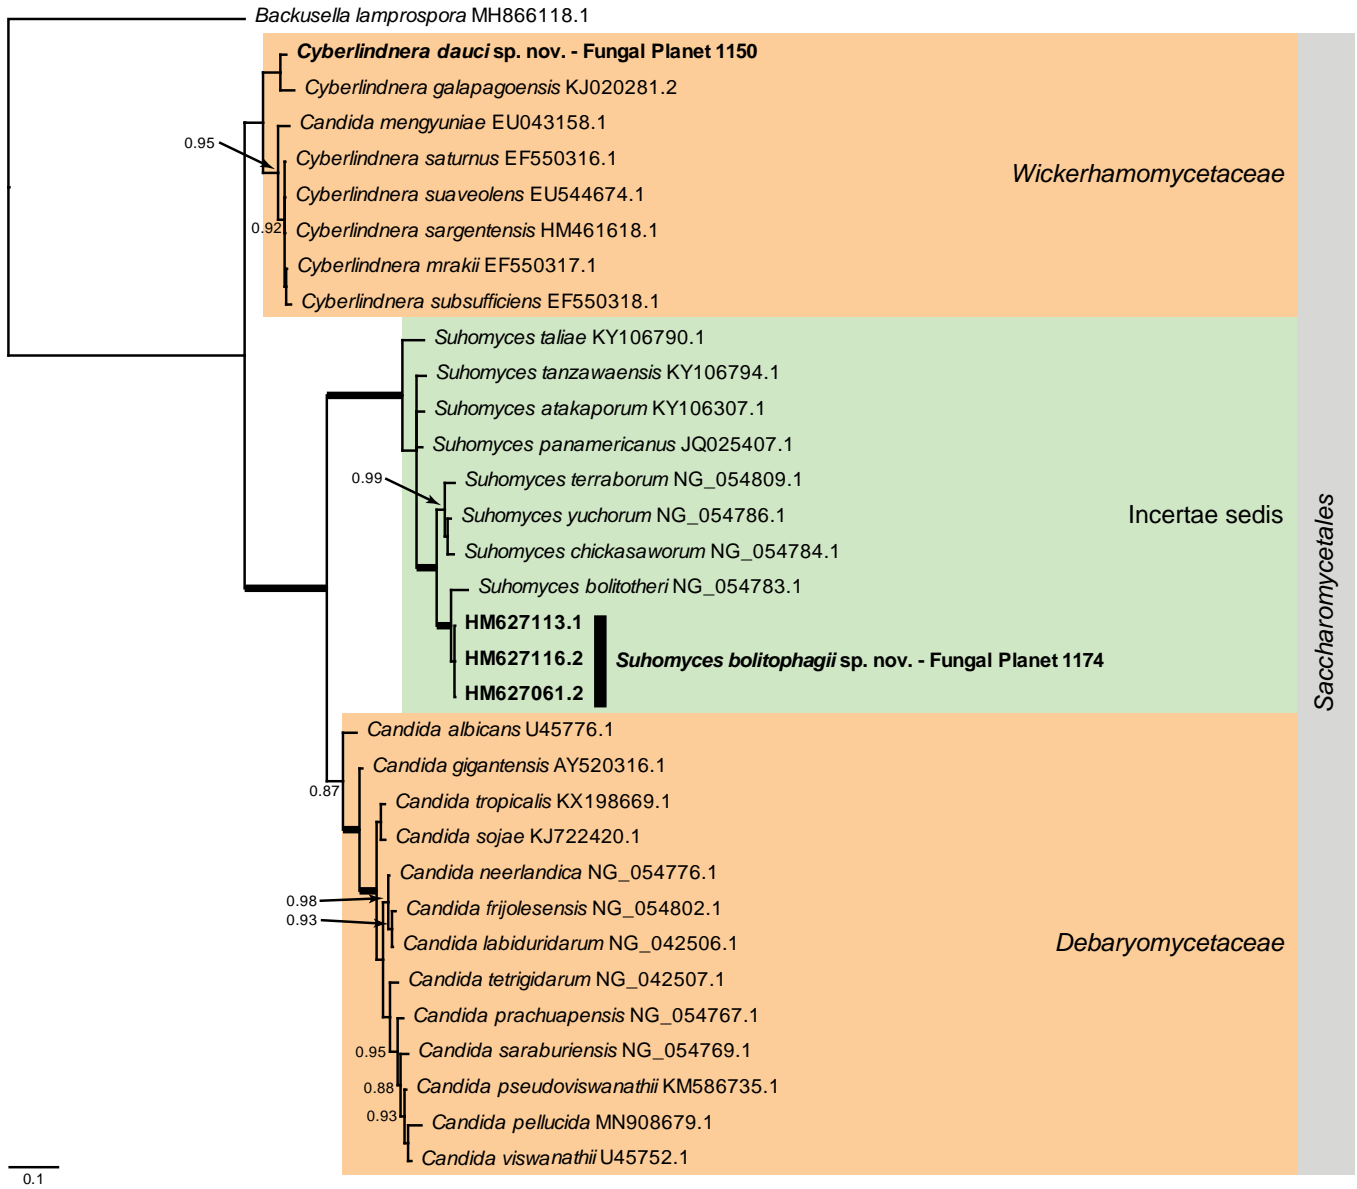 Backusella lamprospora MH866118.1
Cyberlindnera dauci sp. nov. - Fungal Planet 1150
Cyberlindnera galapagoensis KJ020281.2
Candida mengyuniae EU043158.1
0.95
Cyberlindnera saturnus EF550316.1
Wickerhamomycetaceae
Cyberlindnera suaveolens EU544674.1
0.92
Cyberlindnera sargentensis HM461618.1
Cyberlindnera mrakii EF550317.1
Cyberlindnera subsufficiens EF550318.1
Suhomyces taliae KY106790.1
Suhomyces tanzawaensis KY106794.1
Suhomyces atakaporum KY106307.1
Suhomyces panamericanus JQ025407.1
0.99
Suhomyces terraborum NG_054809.1
Suhomyces yuchorum NG_054786.1
Incertae sedis
Suhomyces chickasaworum NG_054784.1
Suhomyces bolitotheri NG_054783.1
Saccharomycetales
HM627113.1
HM627116.2
Suhomyces bolitophagii sp. nov. - Fungal Planet 1174
HM627061.2
Candida albicans U45776.1
Candida gigantensis AY520316.1
0.87
Candida tropicalis KX198669.1
Candida sojae KJ722420.1
Candida neerlandica NG_054776.1
0.98
Candida frijolesensis NG_054802.1
0.93
Candida labiduridarum NG_042506.1
Debaryomycetaceae
Candida tetrigidarum NG_042507.1
Candida prachuapensis NG_054767.1
0.95
Candida saraburiensis NG_054769.1
0.88
Candida pseudoviswanathii KM586735.1
0.93
Candida pellucida MN908679.1
Candida viswanathii U45752.1
0.1